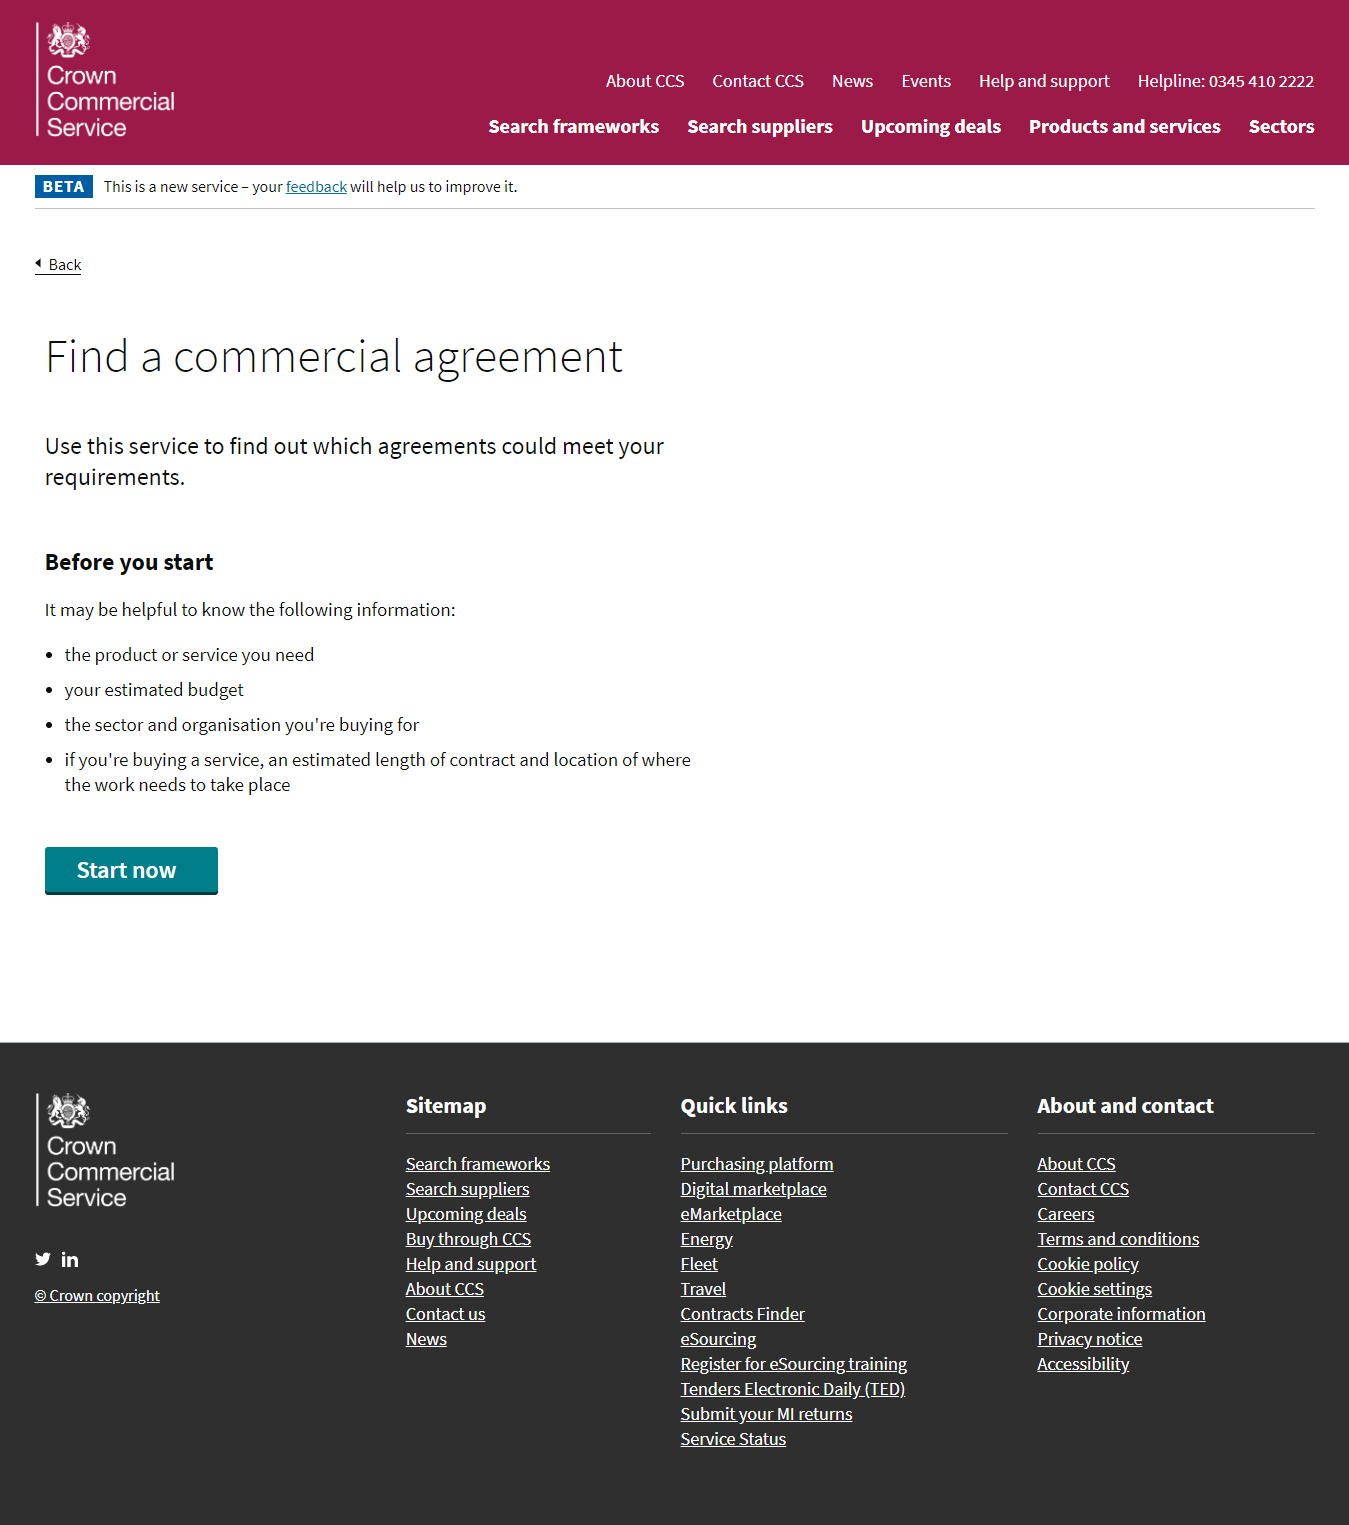 Crown
Commercial
Service
About CCS Contact CCS News Events Help and support Helpline: 0345 410 2222
Search frameworks Search suppliers Upcoming deals Products and services Sectors
BETA This is a new service – your feedback will help us to improve it.
Back
Find a commercial agreement
Use this service to find out which agreements could meet your
requirements.
Before you start
It may be helpful to know the following information:
• the product or service you need
• your estimated budget
• the sector and organisation you're buying for
• if you're buying a service, an estimated length of contract and location of where
the work needs to take place
Start now
Crown
Commercial
Service
© Crown copyright
Sitemap
Search frameworks
Search suppliers
Upcoming deals
Buy through CCS
Help and support
About CCS
Contact us
News
Quick links
Purchasing platform
Digital marketplace
eMarketplace
Energy
Fleet
Travel
Contracts Finder
eSourcing
Register for eSourcing training
Tenders Electronic Daily (TED)
Submit your MI returns
Service Status
About and contact
About CCS
Contact CCS
Careers
Terms and conditions
Cookie policy
Cookie settings
Corporate information
Privacy notice
Accessibility